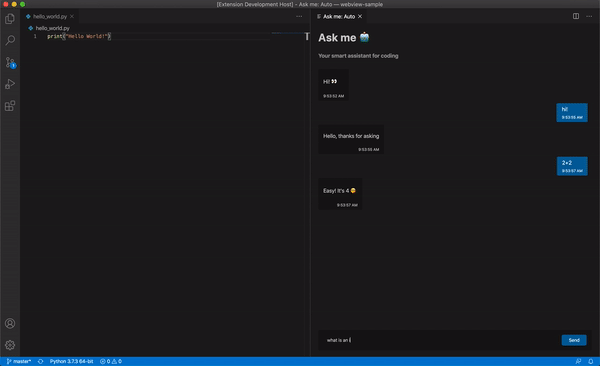 [Extension Development Host] - Ask me: Auto — webview-sample
hello_world.py
hello_world.py
1 print("Hello World!")
Ask me: Auto
Ask me
Your smart assistant for coding
Hi! 👀
9:53:52 AM
hi!
9:53:55 AM
Hello, thanks for asking
9:53:55 AM
2+2
9:53:57 AM
Easy! It's 4
9:53:57 AM
what is an i
Send
master* Python 3.7.3 64-bit 0 0